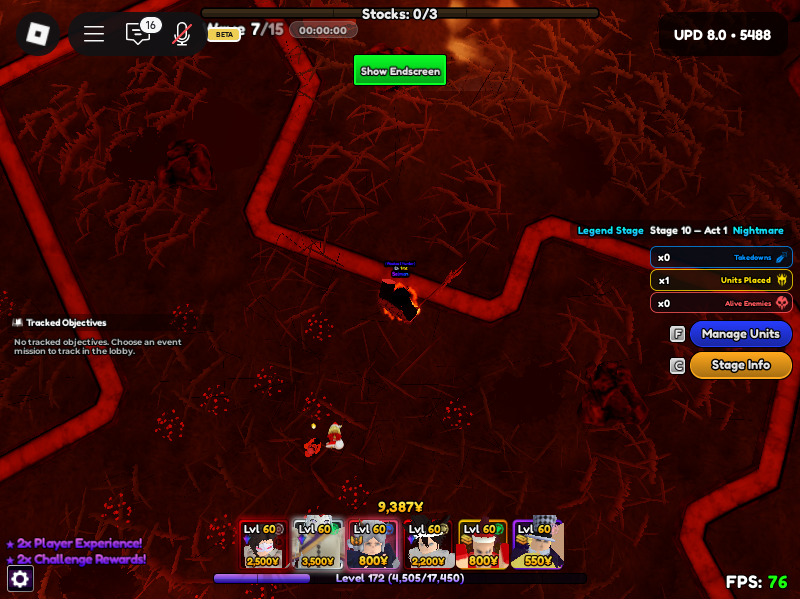 Stocks: 0/3
16
BETA
7/15
00:00:00
UPD 8.0 • 5488
Show Endscreen
Legend Stage Stage 10 — Act 1 Nightmare
x0 Takedowns
x1 Units Placed
x0 Alive Enemies
F Manage Units
C Stage Info
Tracked Objectives
No tracked objectives. Choose an event
mission to track in the lobby.
9,387¥
Lvl 60 Lvl 60 Lvl 60 Lvl 60 Lvl 60 Lvl 60
2,500¥ 3,500¥ 800¥ 2,200¥ 800¥ 550¥
2x Player Experience!
2x Challenge Rewards!
Level 172 (4,505/17,450)
FPS: 76